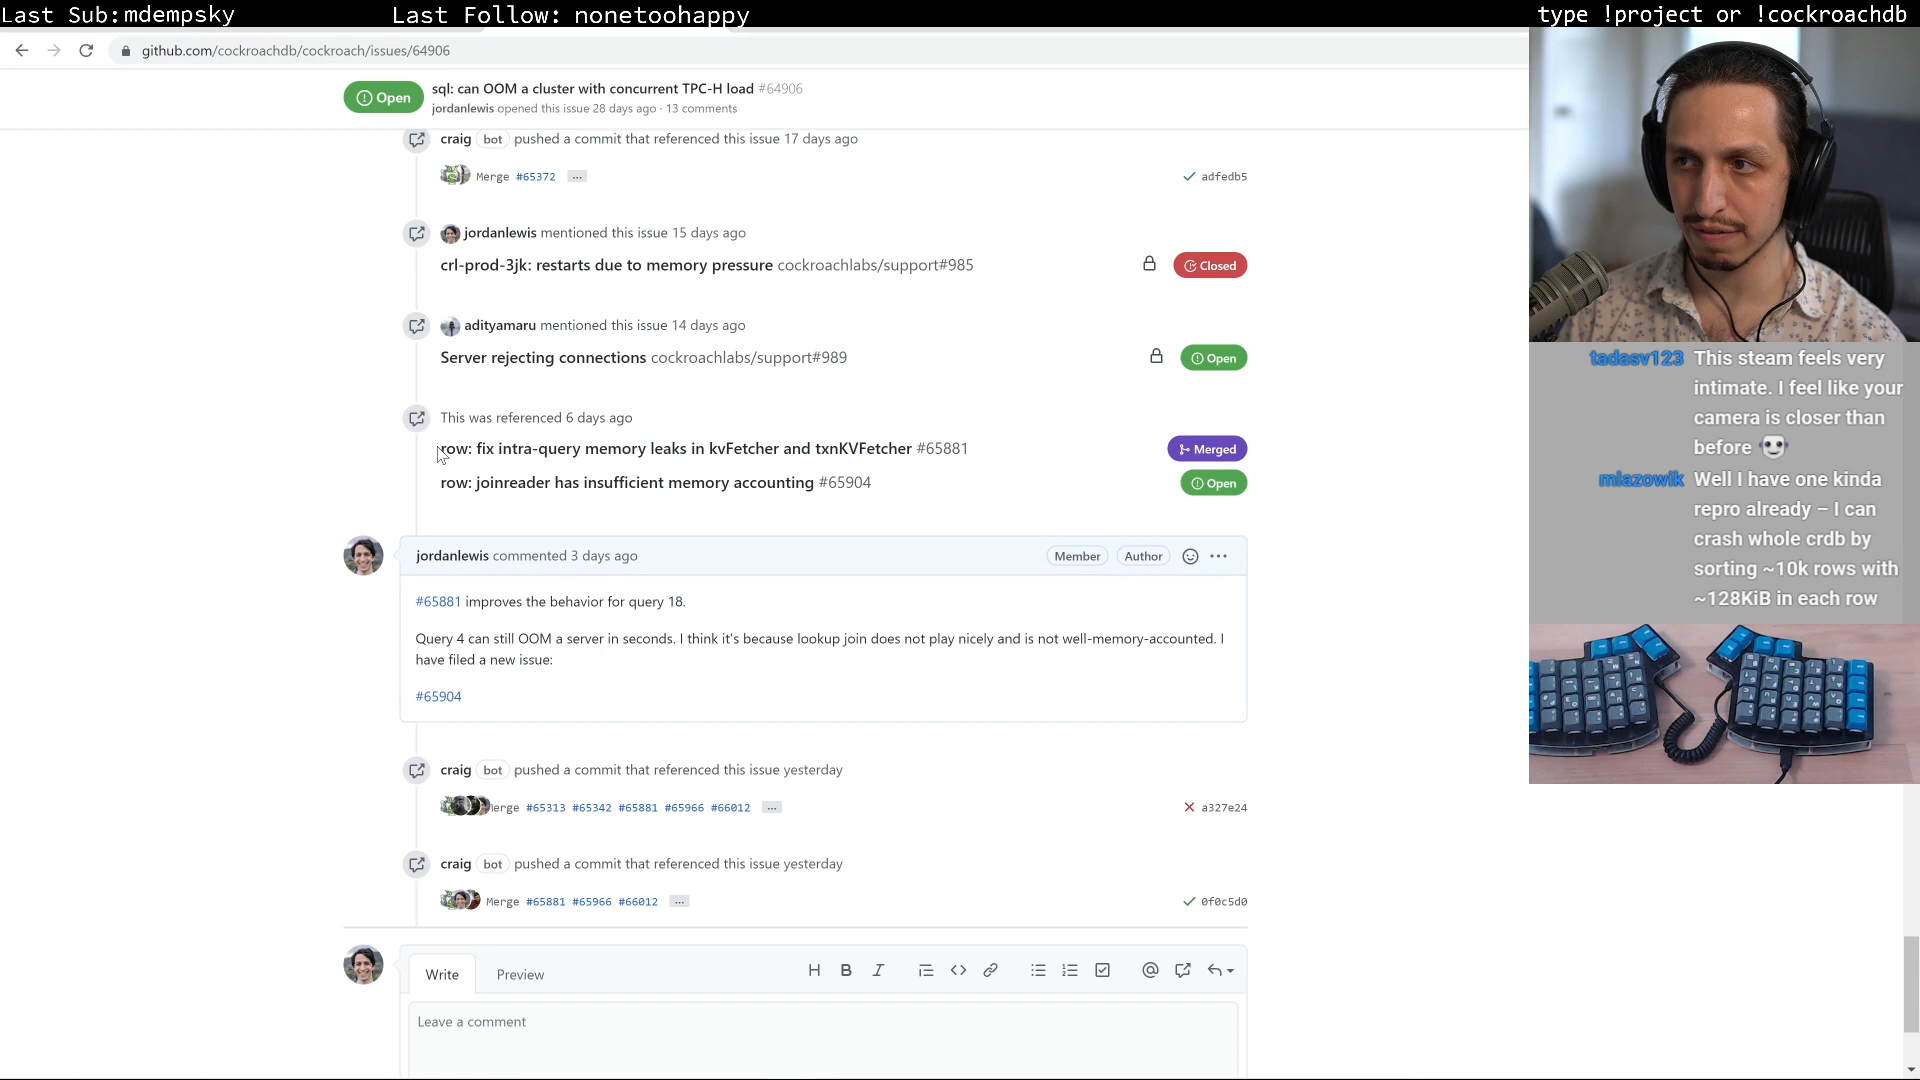 Last Sub:mdempsky
Last Follow: nonetoohappy
type !project or !cockroachdb
github.com/cockroachdb/cockroach/issues/64906
Open
sql: can OOM a cluster with concurrent TPC-H load #64906
jordanlewis opened this issue 28 days ago · 13 comments
craig bot pushed a commit that referenced this issue 17 days ago
Merge #65372 ...
adfedb5
jordanlewis mentioned this issue 15 days ago
crl-prod-3jk: restarts due to memory pressure cockroachlabs/support#985
Closed
adityamaru mentioned this issue 14 days ago
Server rejecting connections cockroachlabs/support#989
Open
This was referenced 6 days ago
row: fix intra-query memory leaks in kvFetcher and txnKVFetcher #65881
Merged
row: joinreader has insufficient memory accounting #65904
Open
jordanlewis commented 3 days ago
Member
Author
#65881 improves the behavior for query 18.
Query 4 can still OOM a server in seconds. I think it's because lookup join does not play nicely and is not well-memory-accounted. I
have filed a new issue:
#65904
craig bot pushed a commit that referenced this issue yesterday
erge #65313 #65342 #65881 #65966 #66012 ...
a327e24
craig bot pushed a commit that referenced this issue yesterday
Merge #65881 #65966 #66012 ...
0f0c5d0
Write
Preview
Leave a comment
tadasv123 This steam feels very
intimate. I feel like your
camera is closer than
before
mlazowik Well I have one kinda
repro already – I can
crash whole crdb by
sorting ~10k rows with
~128KiB in each row